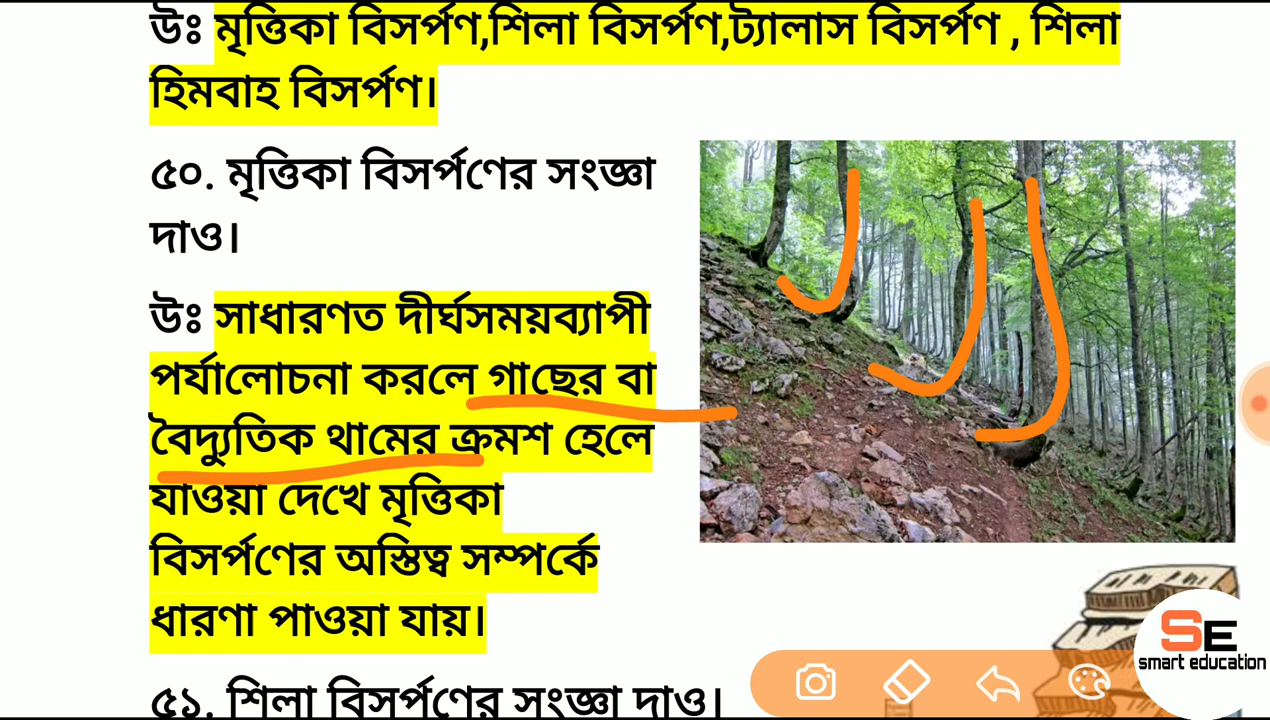 উঃ মৃত্তিকা বিসর্পণ,শিলা বিসর্পণ,ট্যালাস বিসর্পণ , শিলা
হিমবাহ বিসর্পণ।
৫০. মৃত্তিকা বিসর্পণের সংজ্ঞা
দাও।
উঃ সাধারণত দীর্ঘসময়ব্যাপী
পর্যালোচনা করলে গাছের বা
বৈদ্যুতিক থামের ক্রমশ হেলে
যাওয়া দেখে মৃত্তিকা
বিসর্পণের অস্তিত্ব সম্পর্কে
ধারণা পাওয়া যায়।
৫১. শিলা বিসর্পণের সংজ্ঞা দাও।
SE
smart education